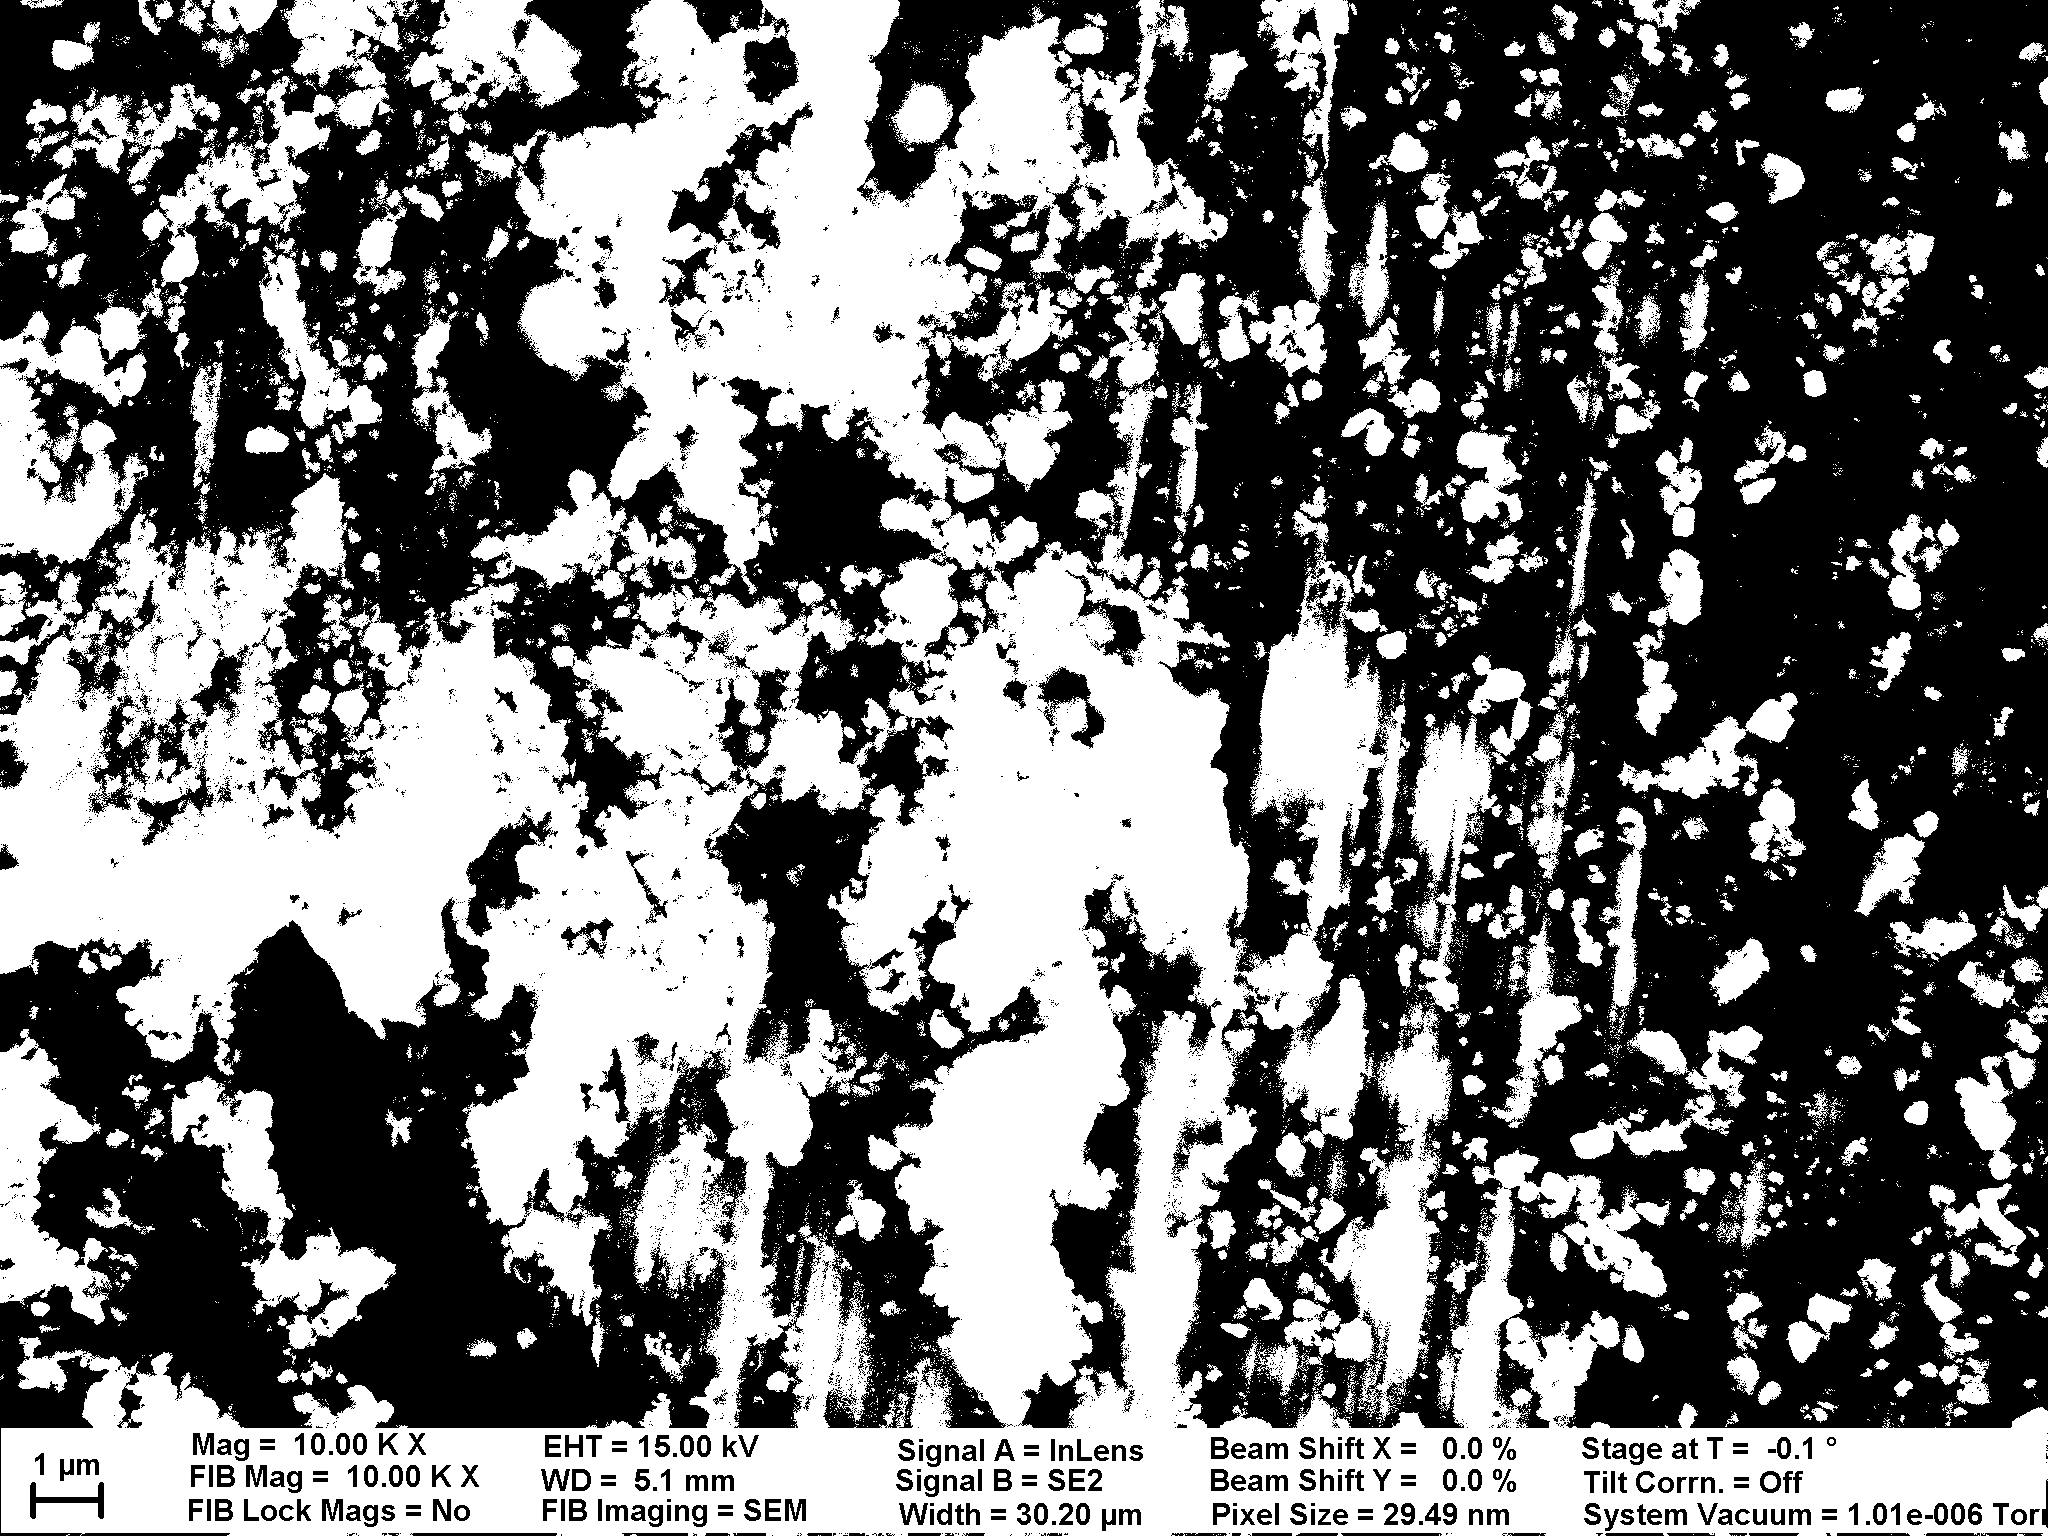 1 µm
Mag = 10.00 K X
FIB Mag = 10.00 K X
FIB Lock Mags = No
EHT = 15.00 kV
WD = 5.1 mm
FIB Imaging = SEM
Signal A = InLens
Signal B = SE2
Width = 30.20 µm
Beam Shift X = 0.0 %
Beam Shift Y = 0.0 %
Pixel Size = 29.49 nm
Stage at T = -0.1 °
Tilt Corrn. = Off
System Vacuum = 1.01e-006 Torr